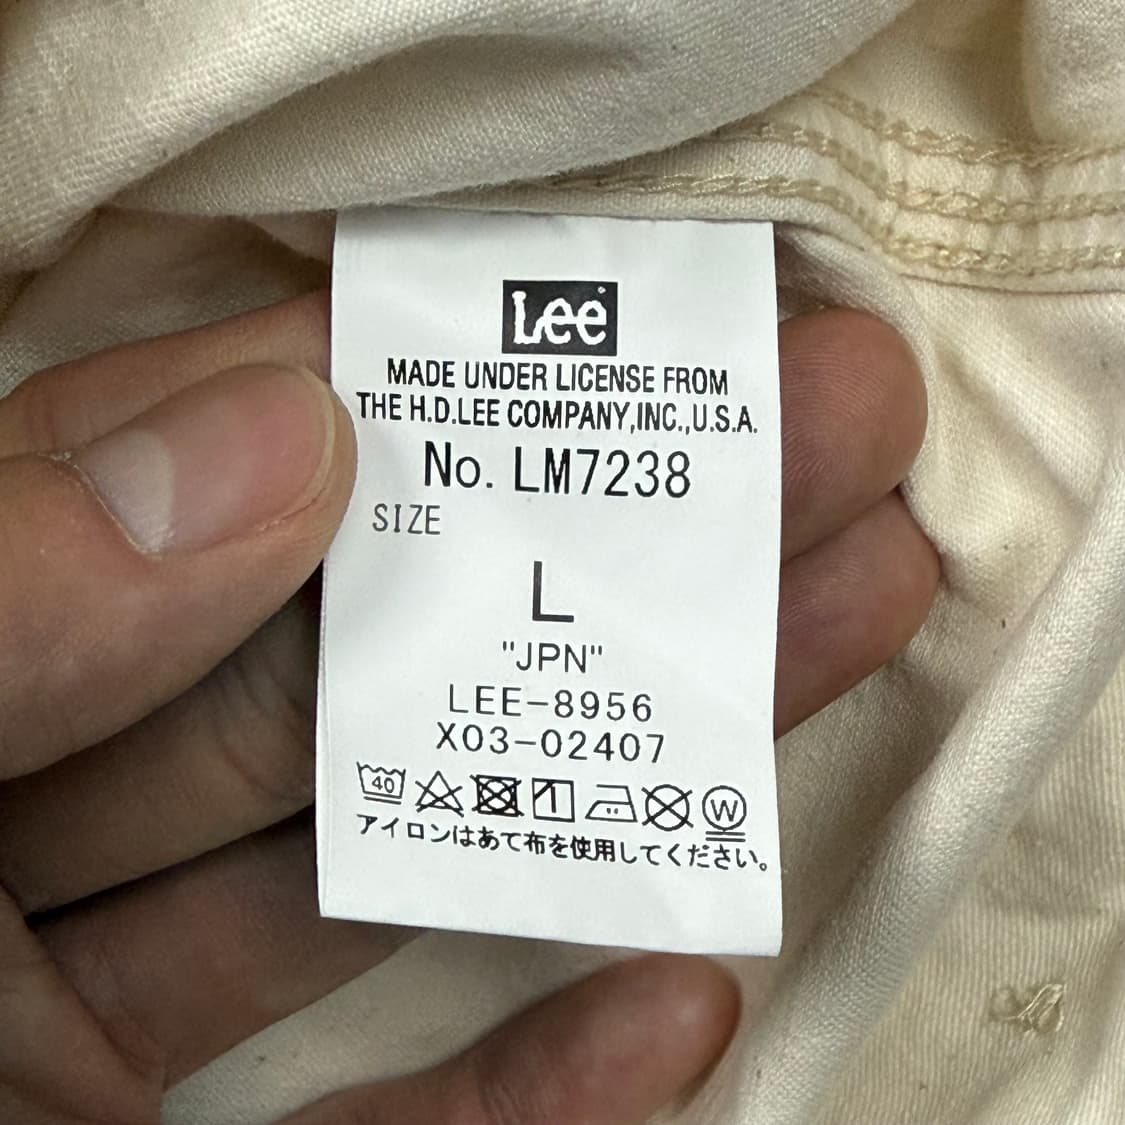 Lee
MADE UNDER LICENSE FROM
THE H.D.LEE COMPANY,INC.,U.S.A.
No. LM7238
SIZE
L
"JPN"
LEE-8956
X03-02407
40 W
アイロンはあて布を使用してください。